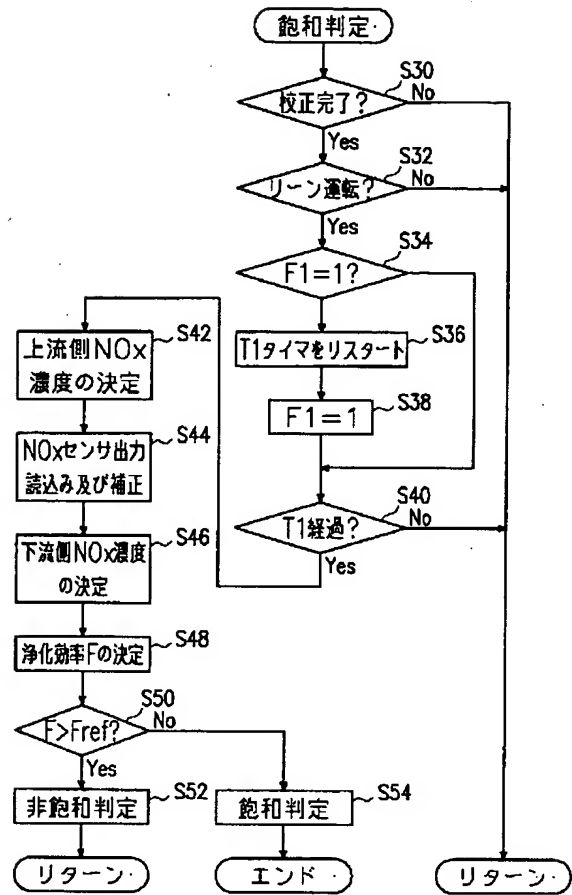 飽和判定
S30
校正完了?
No
Yes
S32
リーン運転?
No
Yes
S34
F1=1?
S36
T1タイマをリスタート
S38
F1=1
S40
T1経過?
No
Yes
S42
上流側NOx
濃度の決定
S44
NOxセンサ出力
読込み及び補正
S46
下流側NOx濃度
の決定
S48
浄化効率Fの決定
S50
F>Fref?
No
Yes
S52
非飽和判定
S54
飽和判定
リターン
エンド
リターン